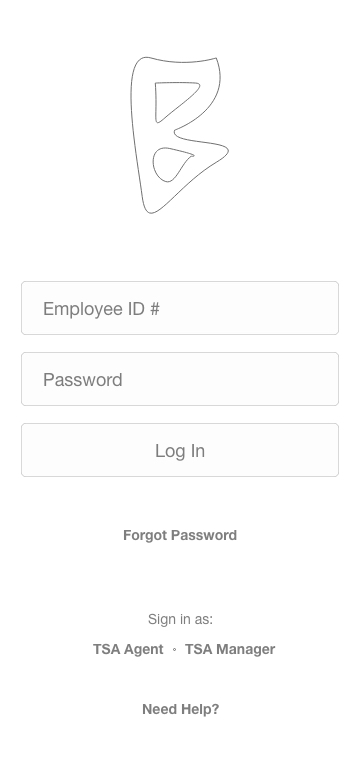 B
Employee ID #
Password
Log In
Forgot Password
Sign in as:
TSA Agent ◦ TSA Manager
Need Help?